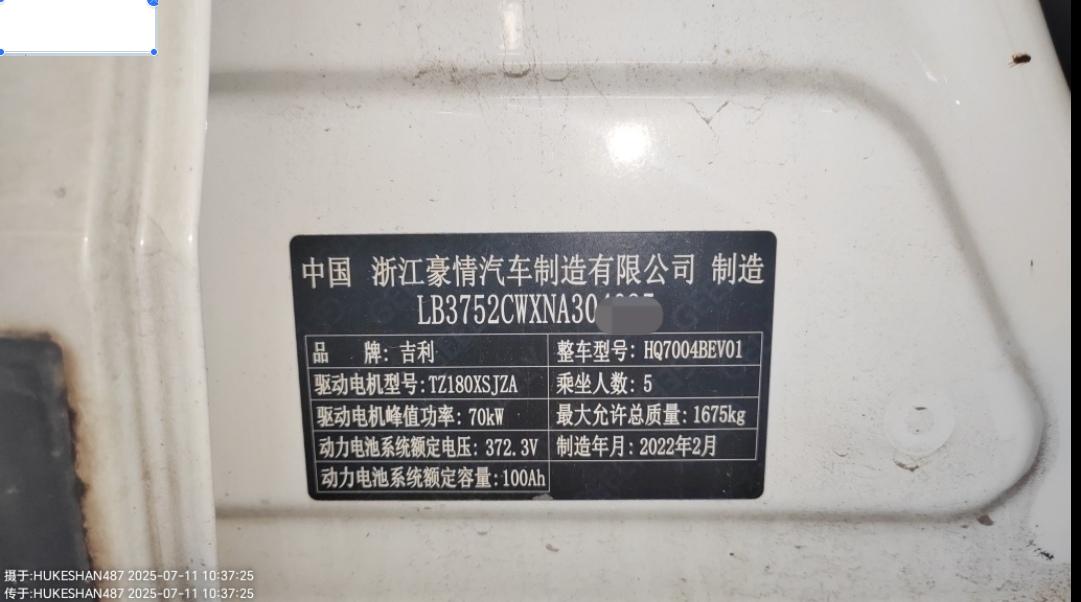 中国 浙江豪情汽车制造有限公司 制造
LB3752CWXNA30
品 牌: 吉利 整车型号: HQ7004BEV01
驱动电机型号: TZ180XSJZA 乘坐人数: 5
驱动电机峰值功率: 70kW 最大允许总质量: 1675kg
动力电池系统额定电压: 372.3V 制造年月: 2022年2月
动力电池系统额定容量: 100Ah
摄于:HUKESHAN487 2025-07-11 10:37:25
传于:HUKESHAN487 2025-07-11 10:37:25